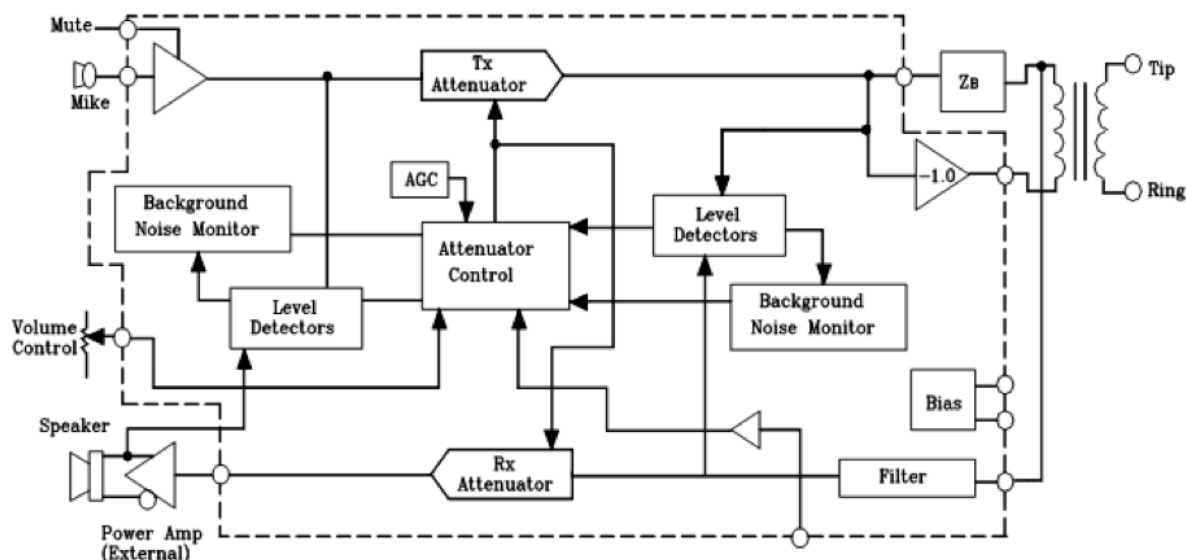 Mute
Mike
Tx
Attenuator
ZB
Tip
-1.0
Ring
AGC
Background
Noise Monitor
Attenuator
Control
Level
Detectors
Level
Detectors
Background
Noise Monitor
Volume
Control
Bias
Speaker
Rx
Attenuator
Filter
Power Amp
(External)